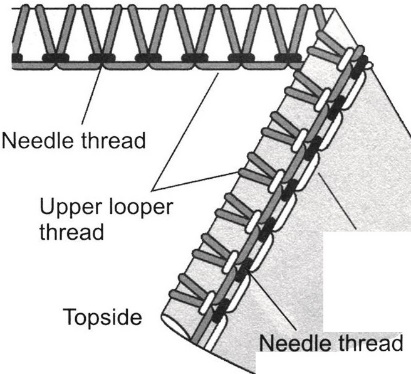 Needle thread
Upper looper
thread
Topside
Needle thread